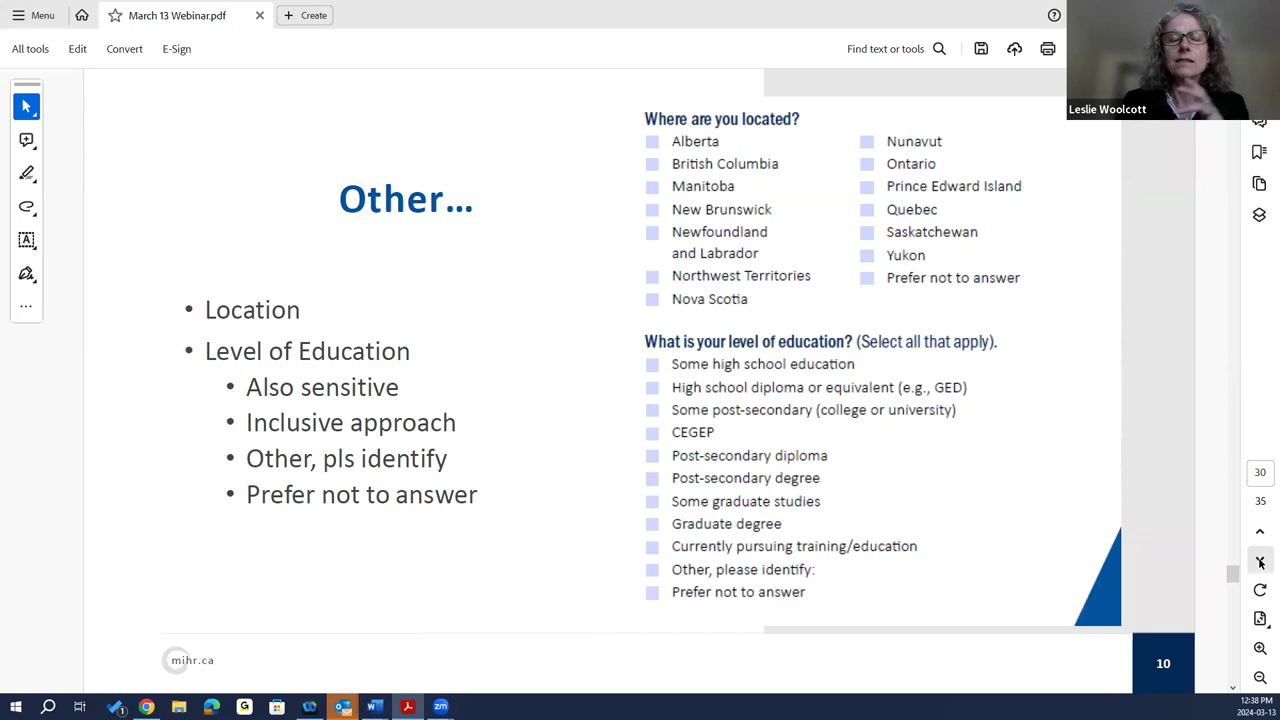 Menu
March 13 Webinar.pdf
Create
All tools
Edit
Convert
E-Sign
Find text or tools
Leslie Woolcott
Other...
• Location
• Level of Education
• Also sensitive
• Inclusive approach
• Other, pls identify
• Prefer not to answer
Where are you located?
Alberta
British Columbia
Manitoba
New Brunswick
Newfoundland
and Labrador
Northwest Territories
Nova Scotia
Nunavut
Ontario
Prince Edward Island
Quebec
Saskatchewan
Yukon
Prefer not to answer
What is your level of education? (Select all that apply).
Some high school education
High school diploma or equivalent (e.g., GED)
Some post-secondary (college or university)
CEGEP
Post-secondary diploma
Post-secondary degree
Some graduate studies
Graduate degree
Currently pursuing training/education
Other, please identify:
Prefer not to answer
mihr.ca
10
30
35
12:38 PM
2024-03-13